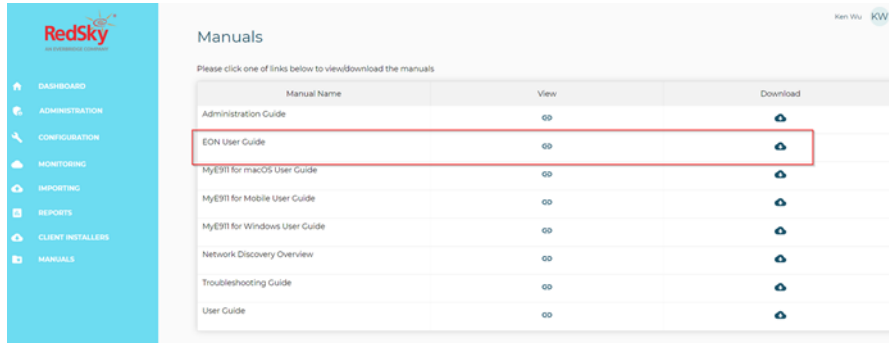 Ken Wu KW
RedSky
AN EVERBRIDGE COMPANY
Manuals
Please click one of links below to view/download the manuals
DASHBOARD
ADMINISTRATION
CONFIGURATION
MONITORING
IMPORTING
REPORTS
CLIENT INSTALLERS
MANUALS
Manual Name View Download
Administration Guide
EON User Guide
MyE911 for macOS User Guide
MyE911 for Mobile User Guide
MyE911 for Windows User Guide
Network Discovery Overview
Troubleshooting Guide
User Guide